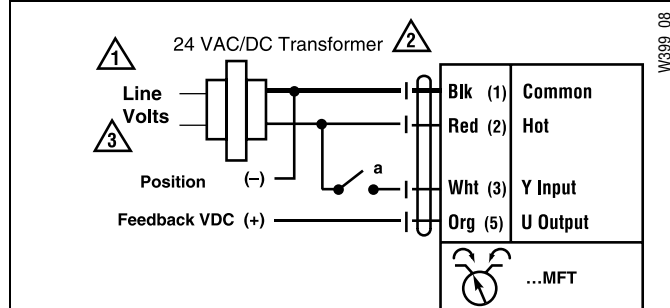 W399_08
24 VAC/DC Transformer 2
1
Line
Volts
3
Blk (1) Common
Red (2) Hot
a
Position (–)
Wht (3) Y Input
Feedback VDC (+)
Org (5) U Output
...MFT